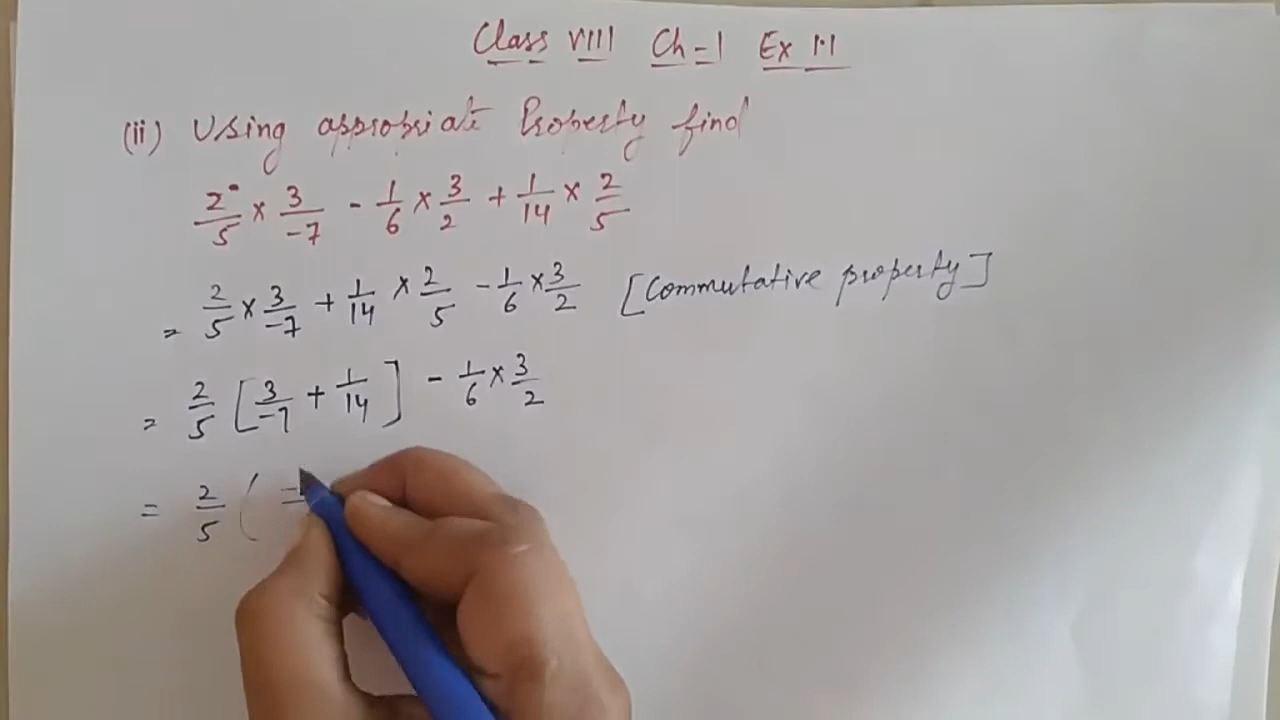 Class VIII Ch-1 Ex 1.1
(ii) Using appropriate Property find
2/5 × 3/-7 - 1/6 × 3/2 + 1/14 × 2/5
= 2/5 × 3/-7 + 1/14 × 2/5 - 1/6 × 3/2 [Commutative property]
= 2/5 [3/-7 + 1/14] - 1/6 × 3/2
= 2/5 (